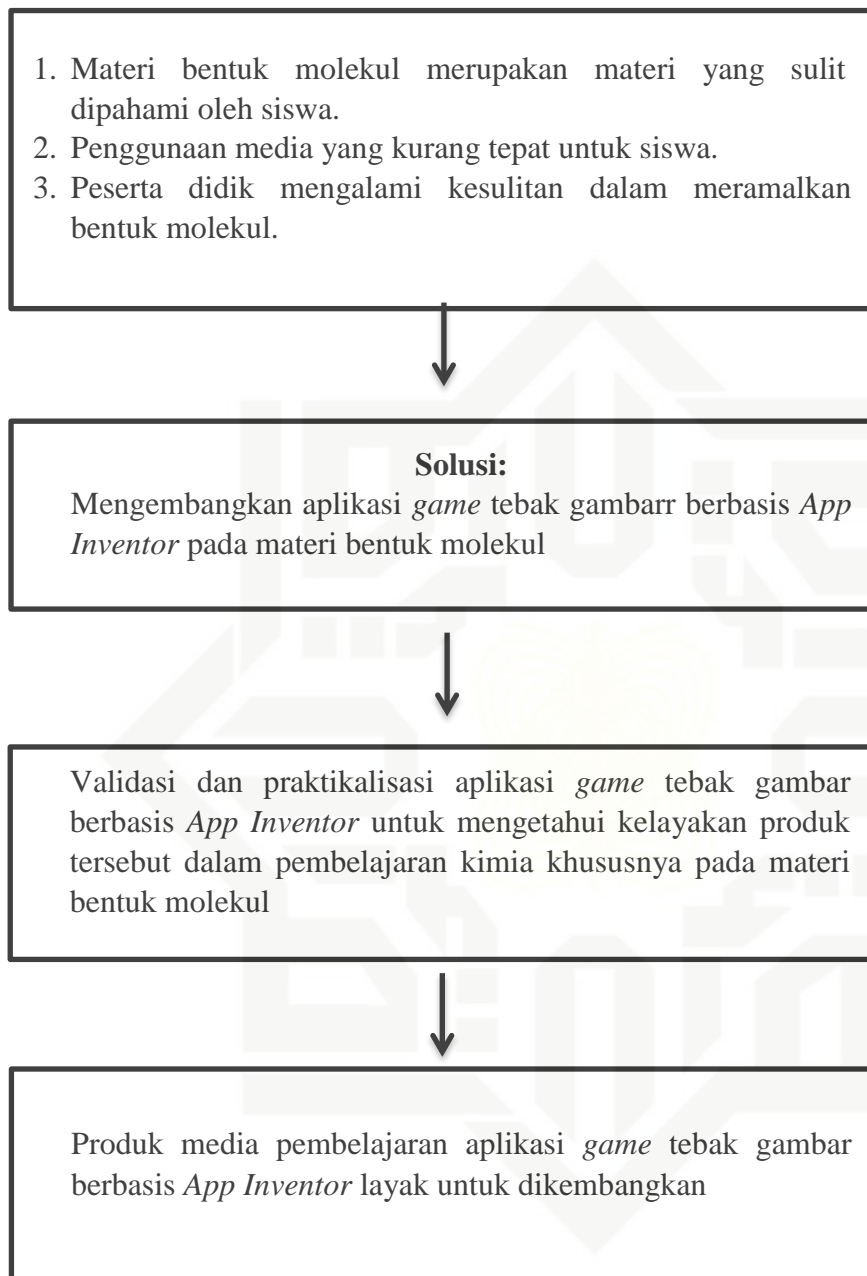 1. Materi bentuk molekul merupakan materi yang sulit
dipahami oleh siswa.
2. Penggunaan media yang kurang tepat untuk siswa.
3. Peserta didik mengalami kesulitan dalam meramalkan
bentuk molekul.
Solusi:
Mengembangkan aplikasi game tebak gambarr berbasis App
Inventor pada materi bentuk molekul
Validasi dan praktikalisasi aplikasi game tebak gambar
berbasis App Inventor untuk mengetahui kelayakan produk
tersebut dalam pembelajaran kimia khususnya pada materi
bentuk molekul
Produk media pembelajaran aplikasi game tebak gambar
berbasis App Inventor layak untuk dikembangkan